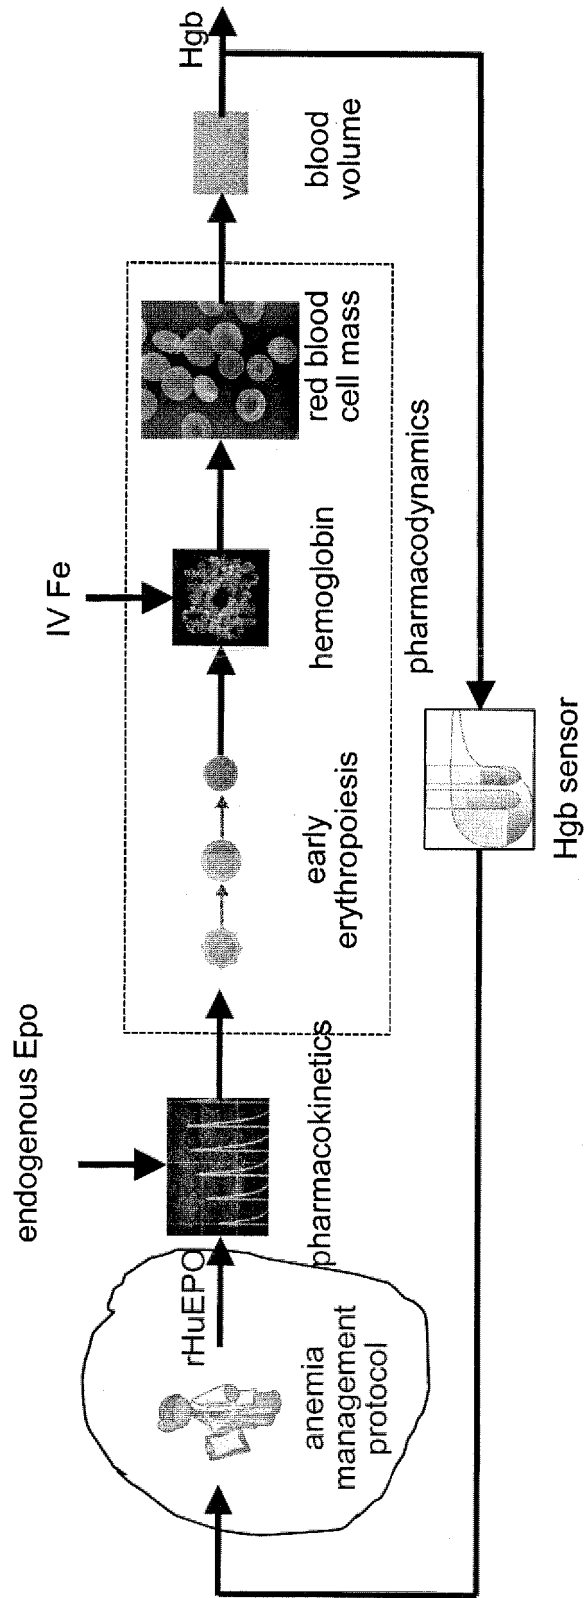 endogenous Epo
IV Fe
Hgb
rHuEPO
anemia
management
protocol
pharmacokinetics
early
erythropoiesis
hemoglobin
red blood
cell mass
blood
volume
pharmacodynamics
Hgb sensor